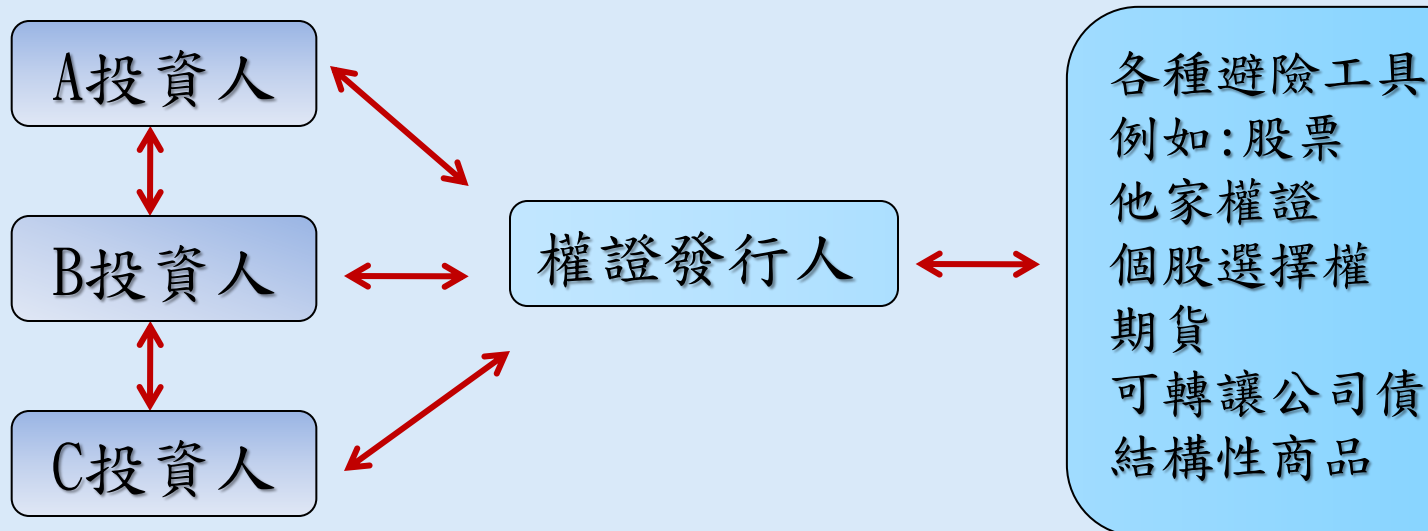 A投資人
B投資人
C投資人
權證發行人
各種避險工具
例如:股票
他家權證
個股選擇權
期貨
可轉讓公司債
結構性商品